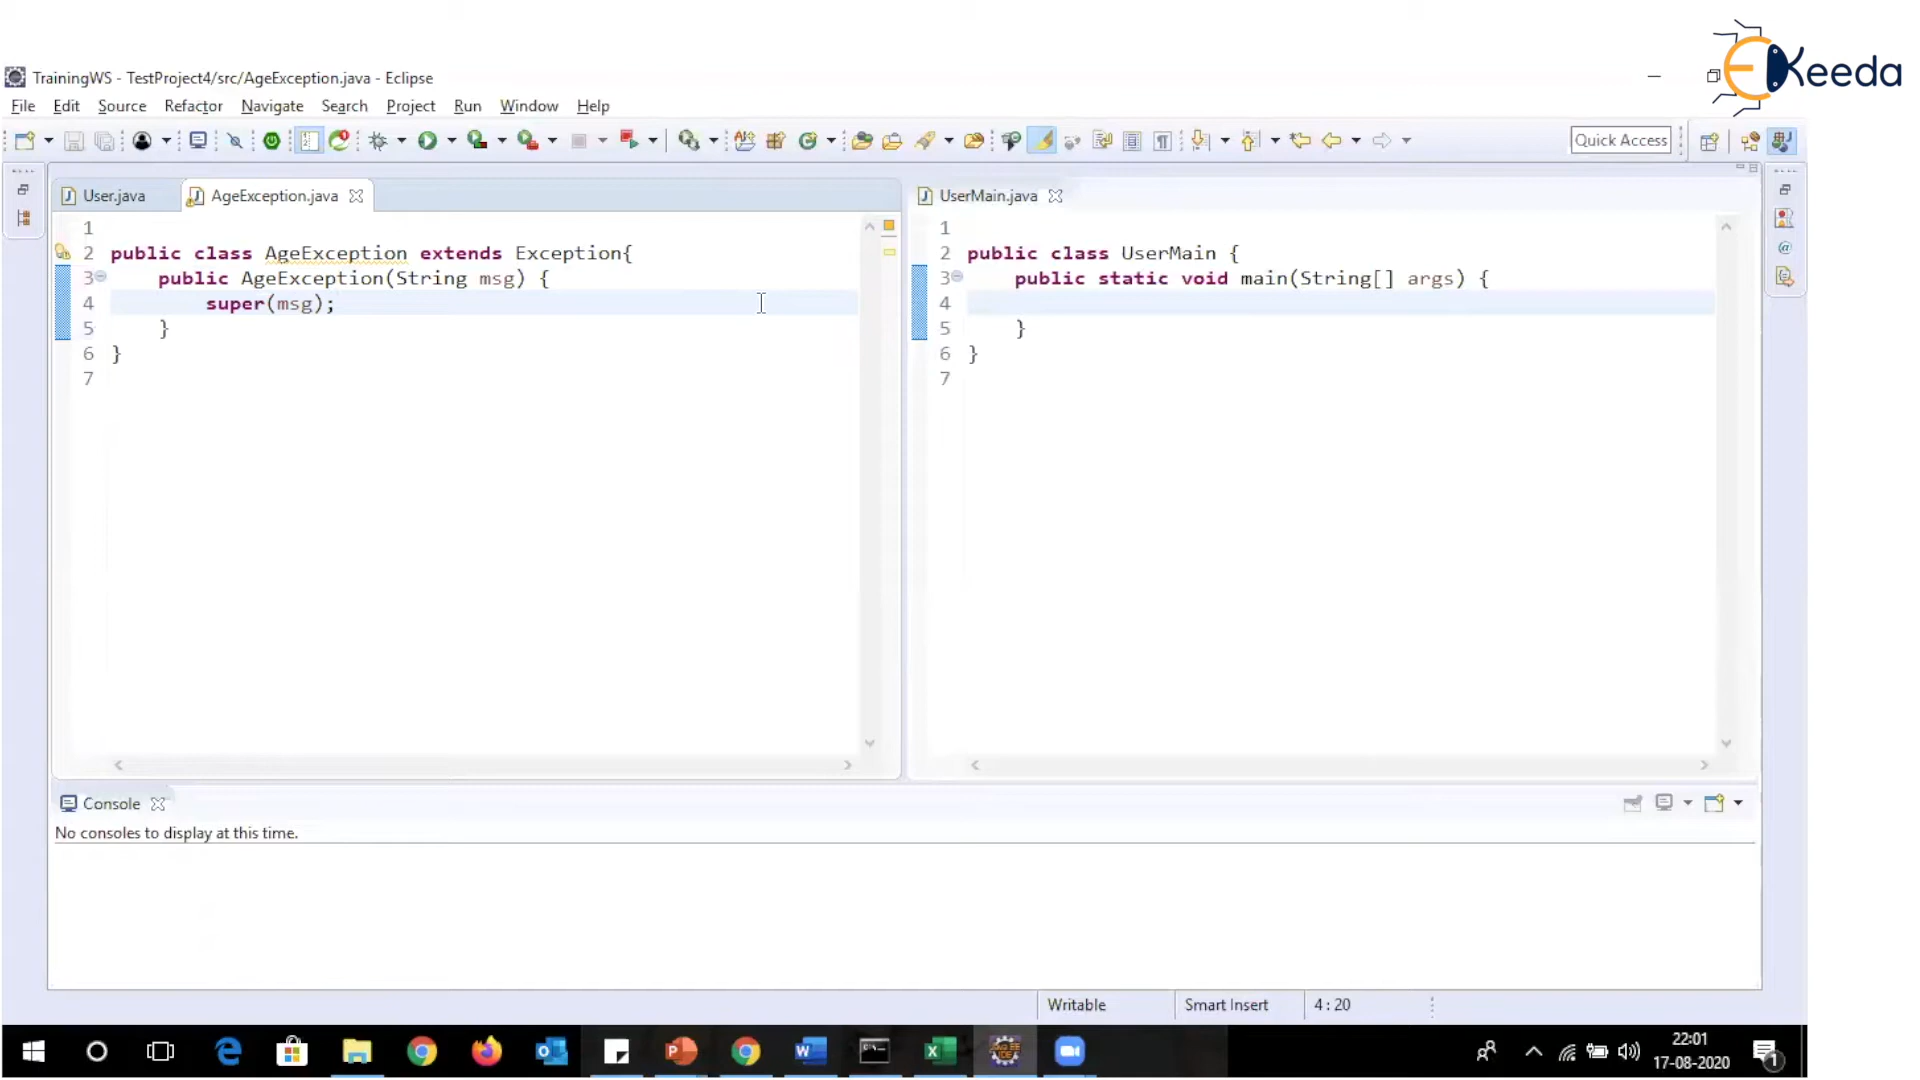 EKeeda
TrainingWS - TestProject4/src/AgeException.java - Eclipse
File Edit Source Refactor Navigate Search Project Run Window Help
Quick Access
User.java AgeException.java
1
2 public class AgeException extends Exception{
3 public AgeException(String msg) {
4 super(msg);
5 }
6 }
7
UserMain.java
1
2 public class UserMain {
3 public static void main(String[] args) {
4
5 }
6 }
7
Console
No consoles to display at this time.
Writable Smart Insert 4 : 20
22:01
17-08-2020
1